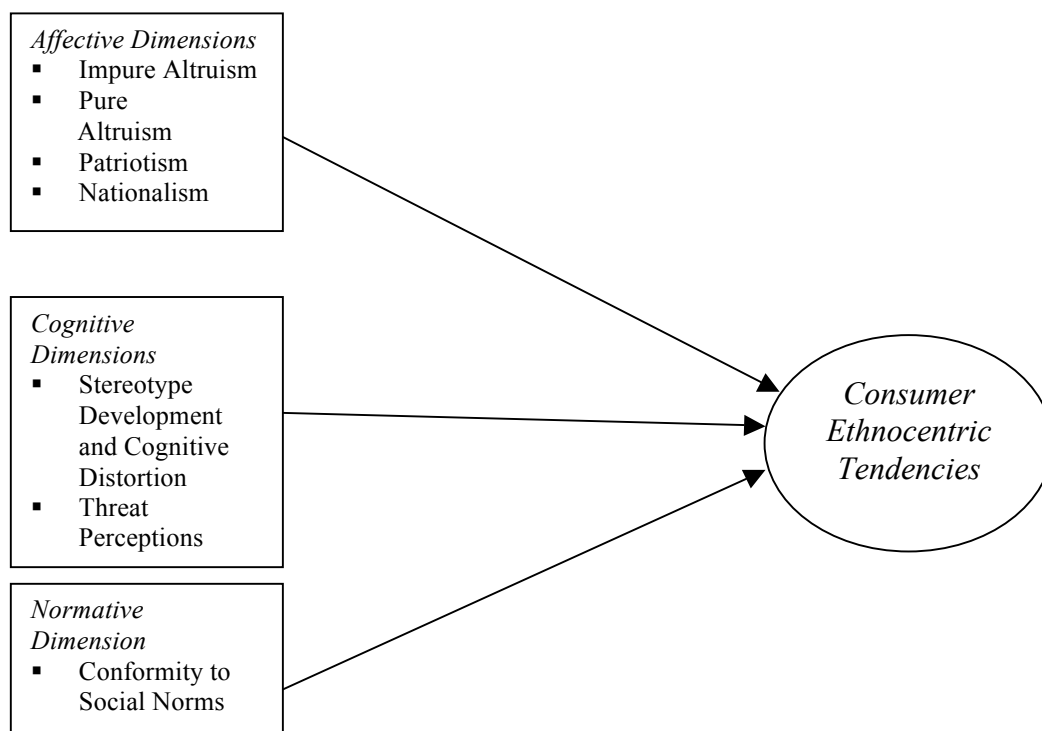 Affective Dimensions
▪ Impure Altruism
▪ Pure
Altruism
▪ Patriotism
▪ Nationalism
Cognitive
Dimensions
▪ Stereotype
Development
and Cognitive
Distortion
▪ Threat
Perceptions
Normative
Dimension
▪ Conformity to
Social Norms
Consumer
Ethnocentric
Tendencies